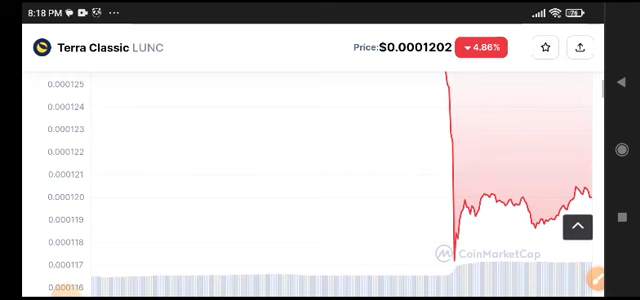 8:18 PM
76
Terra Classic LUNC
Price: $0.0001202 4.86%
0.000125
0.000124
0.000123
0.000122
0.000121
0.000120
0.000119
0.000118
0.000117
0.000116
CoinMarketCap